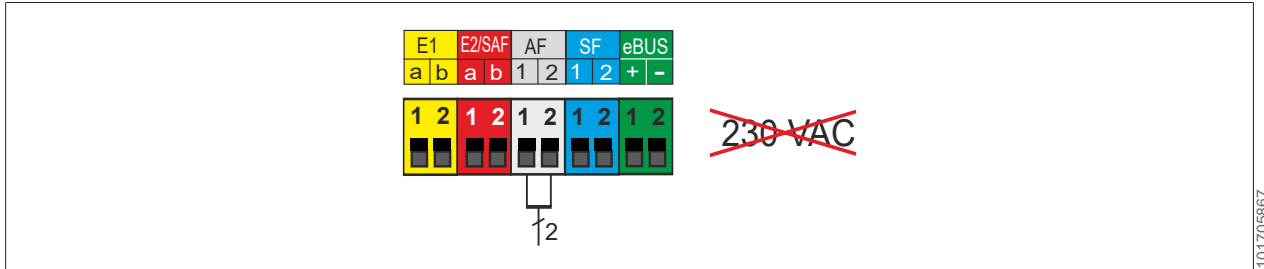 E1 E2/SAF AF SF eBUS
a b a b 1 2 1 2 + -
1 2 1 2 1 2 1 2 1 2
230 VAC
2
101705867